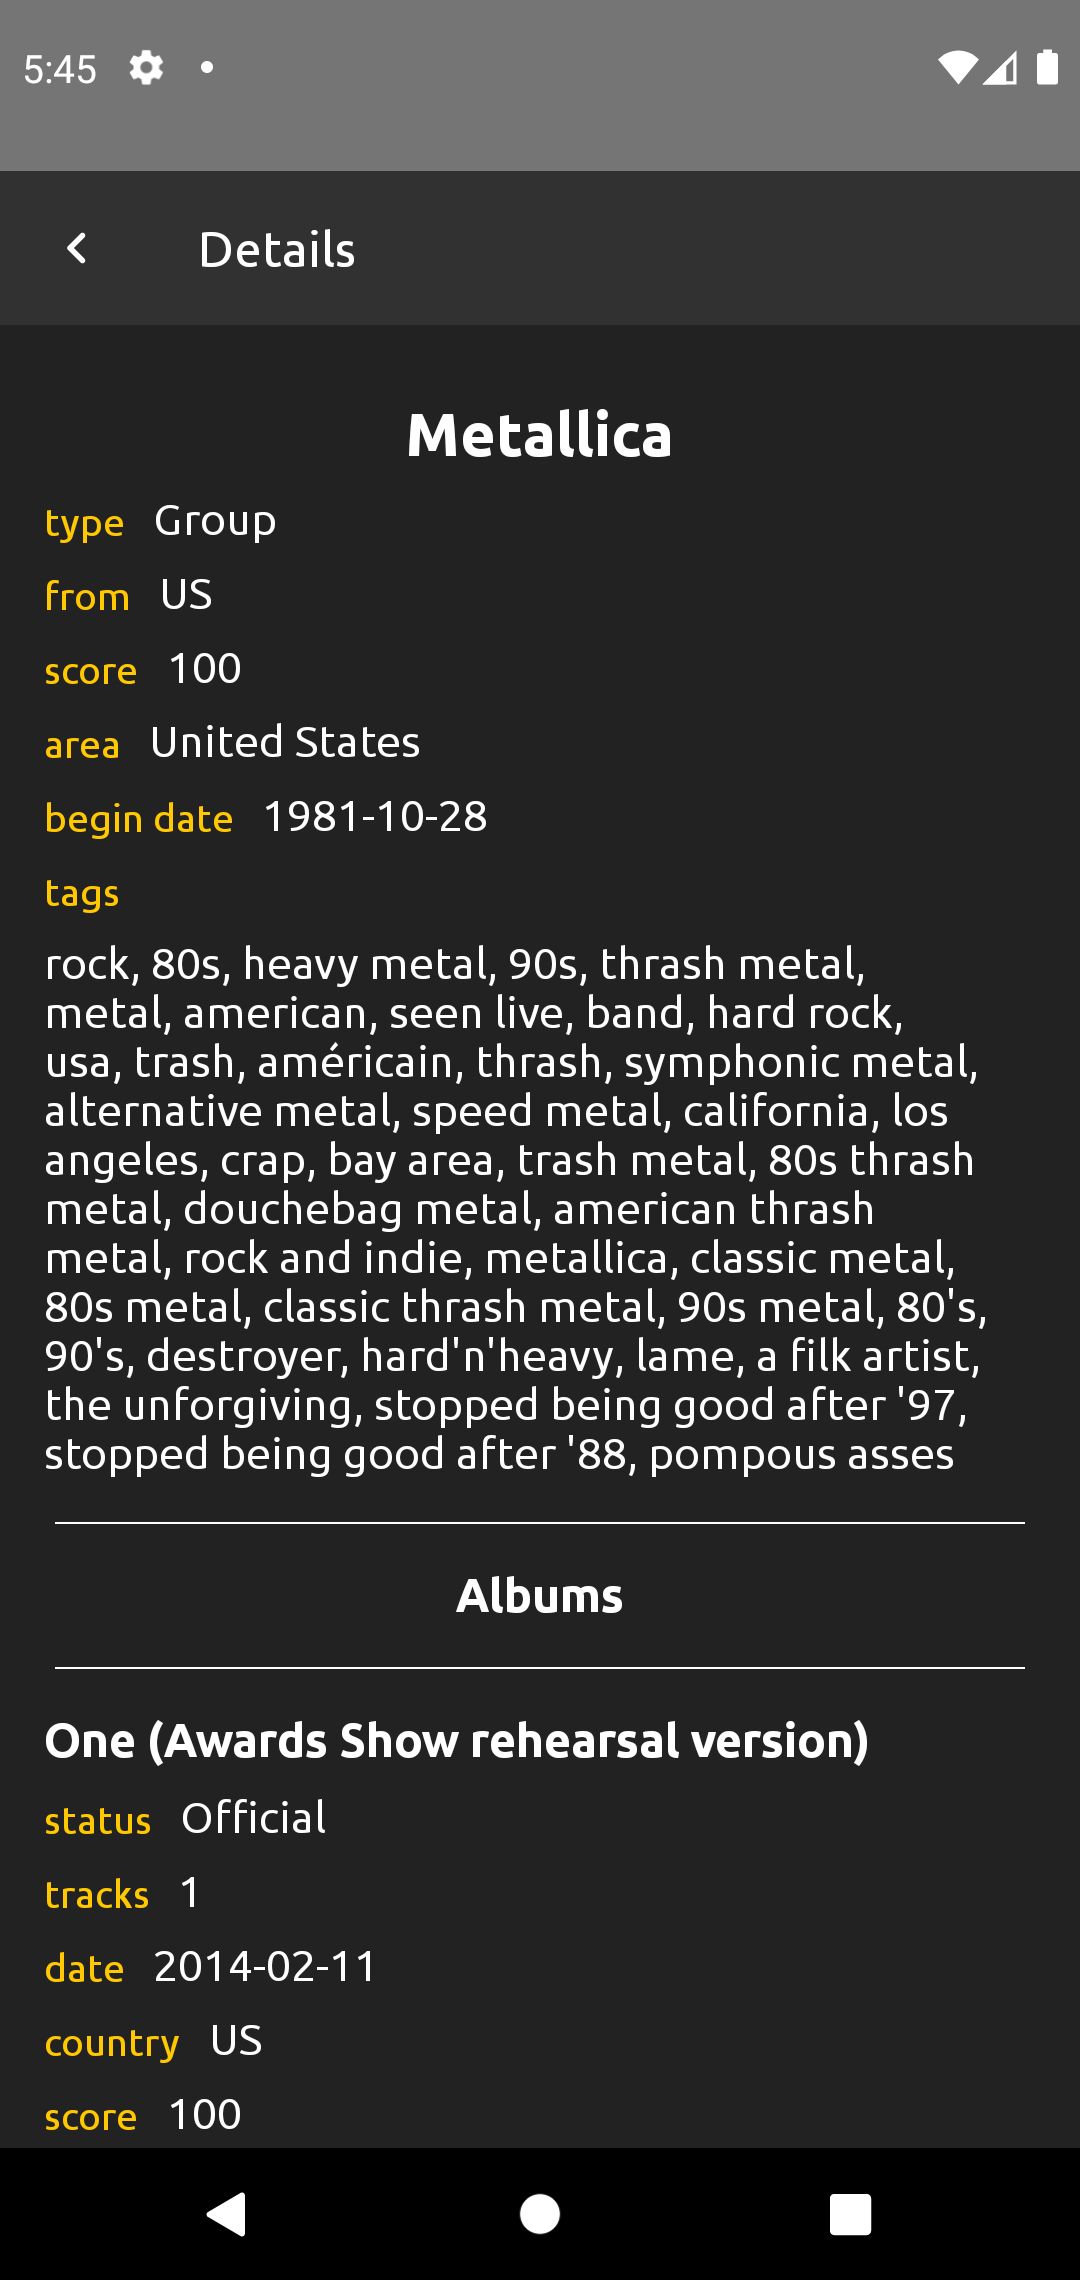 5:45
Details
Metallica
type Group
from US
score 100
area United States
begin date 1981-10-28
tags
rock, 80s, heavy metal, 90s, thrash metal,
metal, american, seen live, band, hard rock,
usa, trash, américain, thrash, symphonic metal,
alternative metal, speed metal, california, los
angeles, crap, bay area, trash metal, 80s thrash
metal, douchebag metal, american thrash
metal, rock and indie, metallica, classic metal,
80s metal, classic thrash metal, 90s metal, 80's,
90's, destroyer, hard'n'heavy, lame, a filk artist,
the unforgiving, stopped being good after '97,
stopped being good after '88, pompous asses
Albums
One (Awards Show rehearsal version)
status Official
tracks 1
date 2014-02-11
country US
score 100